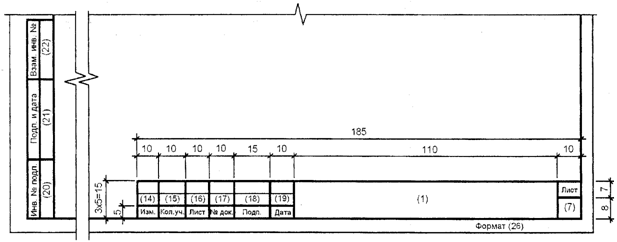 Взам. инв. №
(22)
Подп. и дата
(21)
Инв. № подл.
(20)
185
10 10 10 10 15 10 110 10
3x5=15
5
(14) (15) (16) (17) (18) (19)
Изм. Кол.уч. Лист № док. Подп. Дата
(1)
Лист
(7)
7
8
Формат (26)